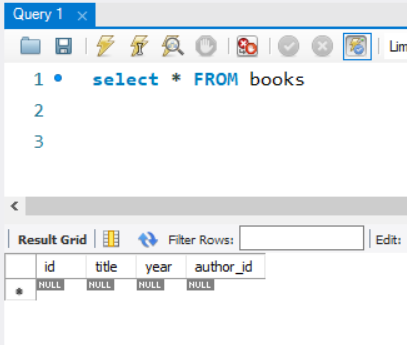 Query 1
Lim
1 select * FROM books
2
3
Result Grid Filter Rows: Edit:
id title year author_id
* NULL NULL NULL NULL